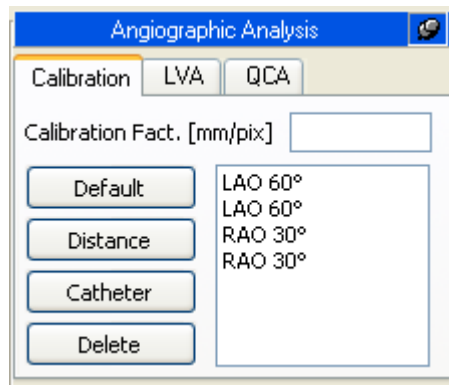 Angiographic Analysis
Calibration LVA QCA
Calibration Fact. [mm/pix]
Default
Distance
Catheter
Delete
LAO 60°
LAO 60°
RAO 30°
RAO 30°